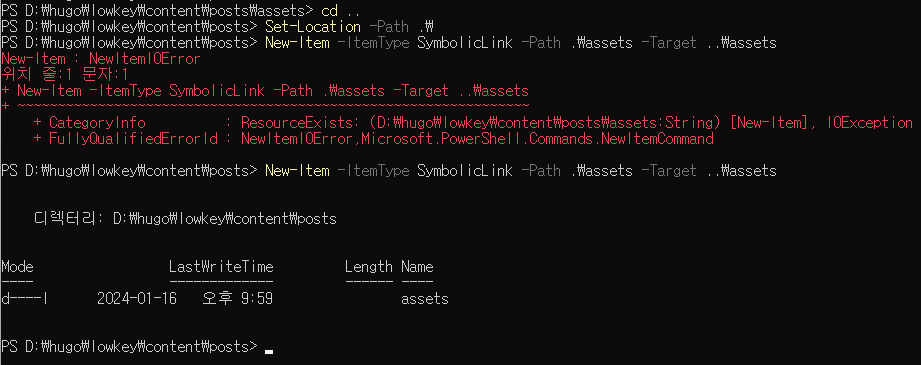 PS D:₩hugo₩lowkey₩content₩posts₩assets> cd ..
PS D:₩hugo₩lowkey₩content₩posts> Set-Location -Path .₩
PS D:₩hugo₩lowkey₩content₩posts> New-Item -ItemType SymbolicLink -Path .₩assets -Target ..₩assets
New-Item : NewItemIOError
위치 줄:1 문자:1
+ New-Item -ItemType SymbolicLink -Path .₩assets -Target ..₩assets
+ ~~~~~~~~~~~~~~~~~~~~~~~~~~~~~~~~~~~~~~~~~~~~~~~~~~~~~~~~~~~~~~~~
+ CategoryInfo : ResourceExists: (D:₩hugo₩lowkey₩content₩posts₩assets:String) [New-Item], IOException
+ FullyQualifiedErrorId : NewItemIOError,Microsoft.PowerShell.Commands.NewItemCommand
PS D:₩hugo₩lowkey₩content₩posts> New-Item -ItemType SymbolicLink -Path .₩assets -Target ..₩assets
디렉터리: D:₩hugo₩lowkey₩content₩posts
Mode LastWriteTime Length Name
---- ------------- ------ ----
d----l 2024-01-16 오후 9:59 assets
PS D:₩hugo₩lowkey₩content₩posts>